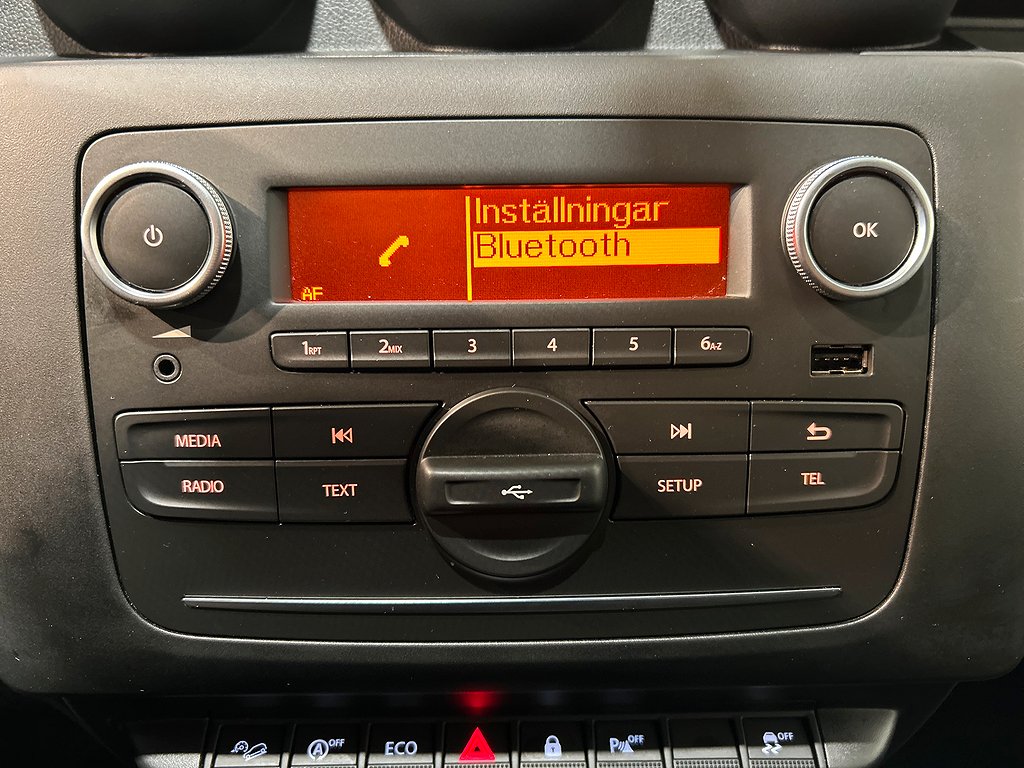 Inställningar
Bluetooth
AF
OK
1RPT 2MIX 3 4 5 6A-Z
MEDIA
RADIO TEXT SETUP TEL
A OFF ECO P OFF OFF